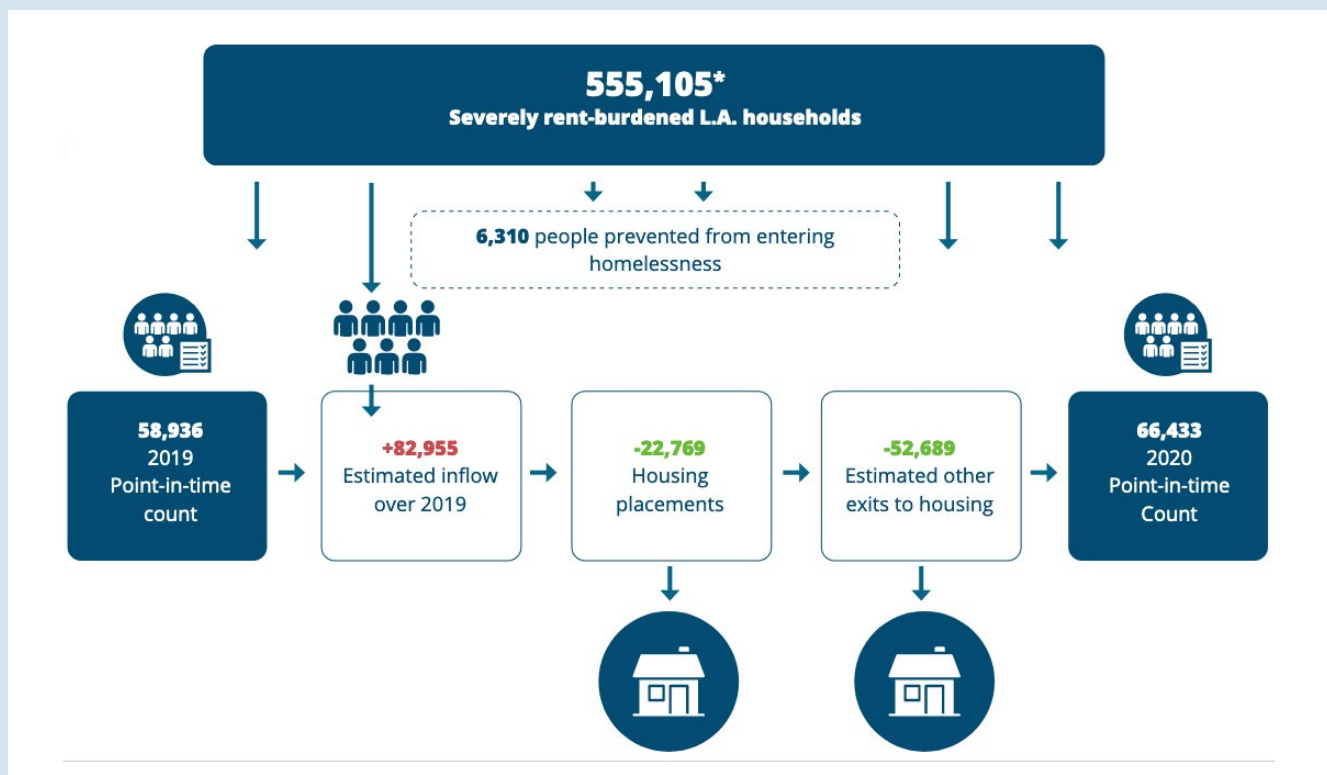 555,105*
Severely rent-burdened L.A. households
6,310 people prevented from entering
homelessness
58,936
2019
Point-in-time
count
+82,955
Estimated inflow
over 2019
-22,769
Housing
placements
-52,689
Estimated other
exits to housing
66,433
2020
Point-in-time
Count